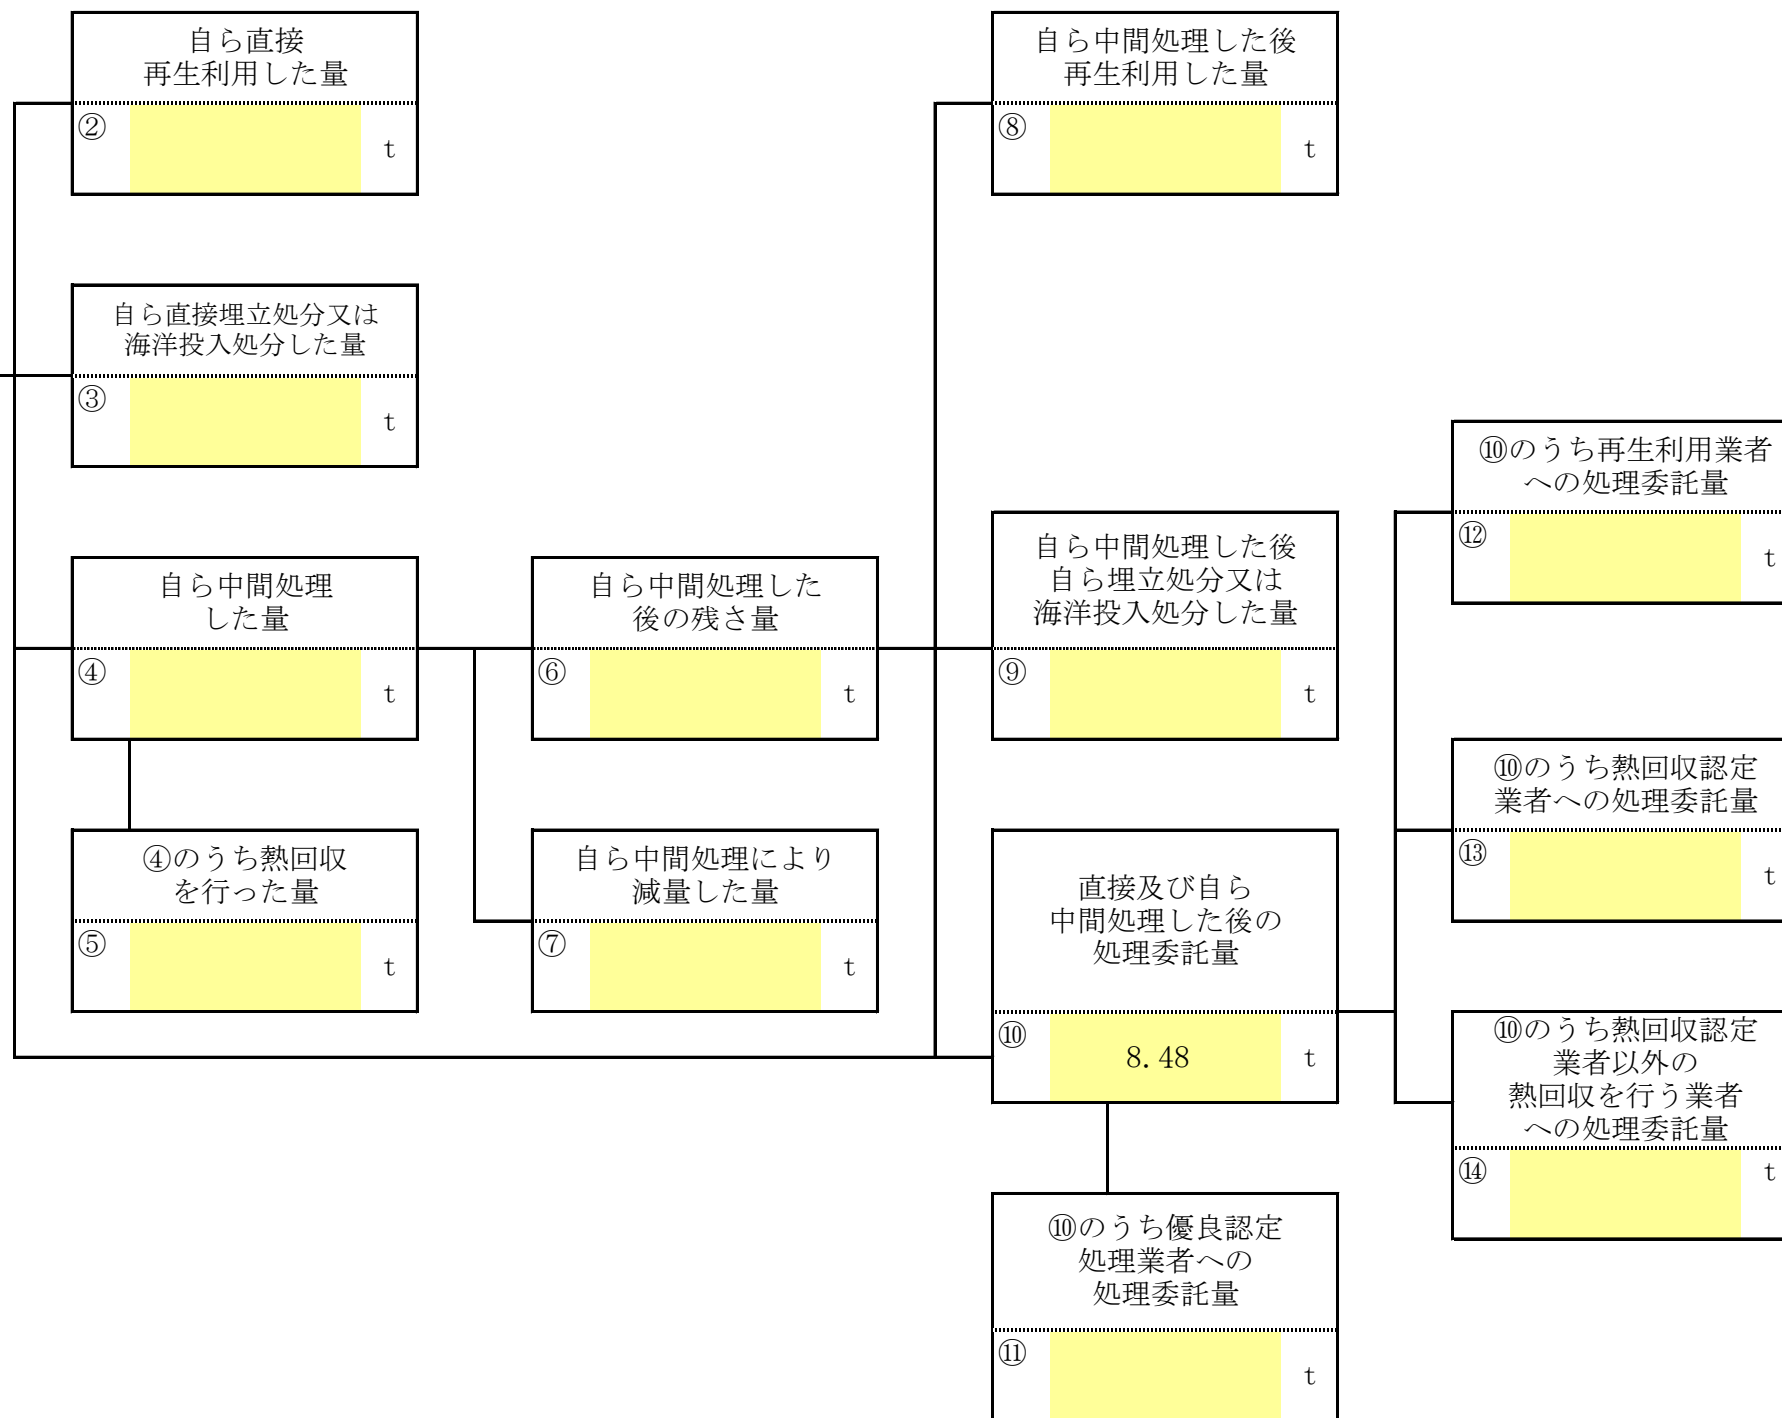 自ら直接
再生利用した量
②
t
自ら中間処理した後
再生利用した量
⑧
t
自ら直接埋立処分又は
海洋投入処分した量
③
t
⑩のうち再生利用業者
への処理委託量
⑫
t
自ら中間処理
した量
④
t
自ら中間処理した
後の残さ量
⑥
t
自ら中間処理した後
自ら埋立処分又は
海洋投入処分した量
⑨
t
⑩のうち熱回収認定
業者への処理委託量
⑬
t
④のうち熱回収
を行った量
⑤
t
自ら中間処理により
減量した量
⑦
t
直接及び自ら
中間処理した後の
処理委託量
⑩
8.48
t
⑩のうち熱回収認定
業者以外の
熱回収を行う業者
への処理委託量
⑭
t
⑩のうち優良認定
処理業者への
処理委託量
⑪
t